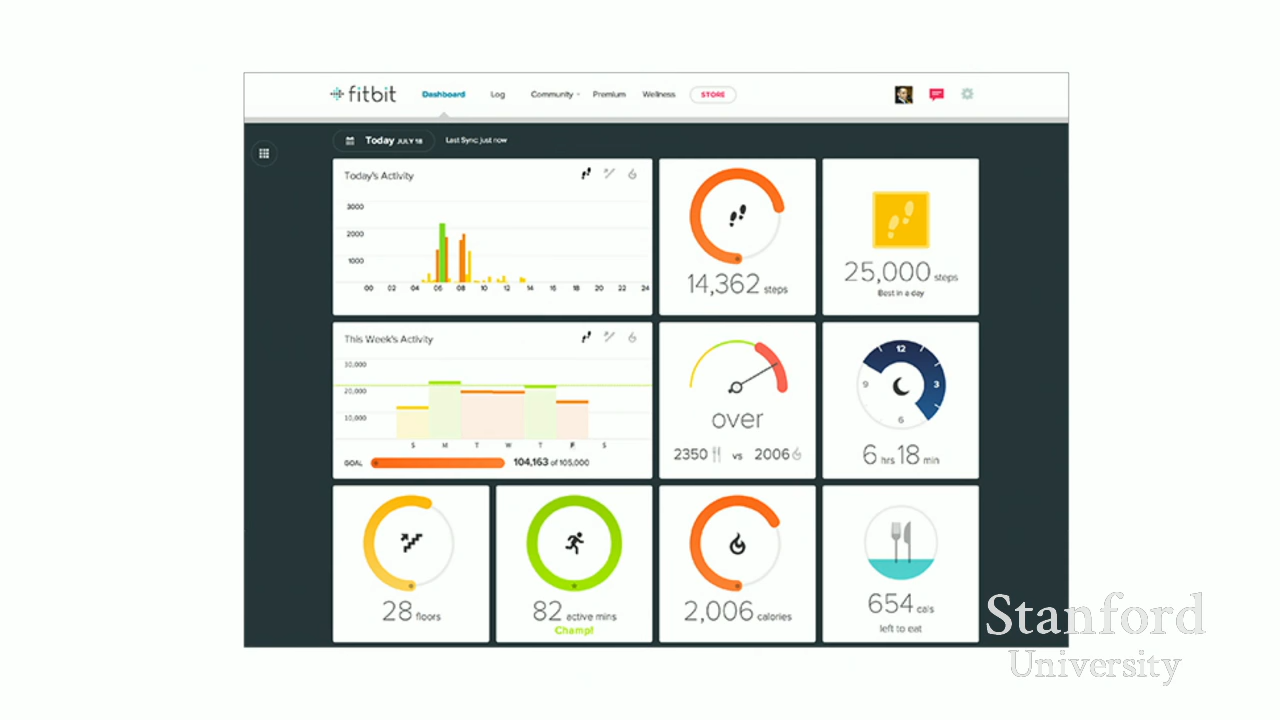 fitbit Dashboard Log Community Premium Wellness STORE
Today JULY 18 Last Sync: just now
Today's Activity
3000
2000
1000
00 02 04 06 08 10 12 14 16 18 20 22 24
14,362 steps
25,000 steps
Best in a day
This Week's Activity
30,000
20,000
10,000
S M T W T F S
GOAL 104,163 of 105,000
over
2350 vs 2006
12
9 3
6
6 hrs 18 min
28 floors
82 active mins
Champ!
2,006 calories
654 cals
left to eat
Stanford
University